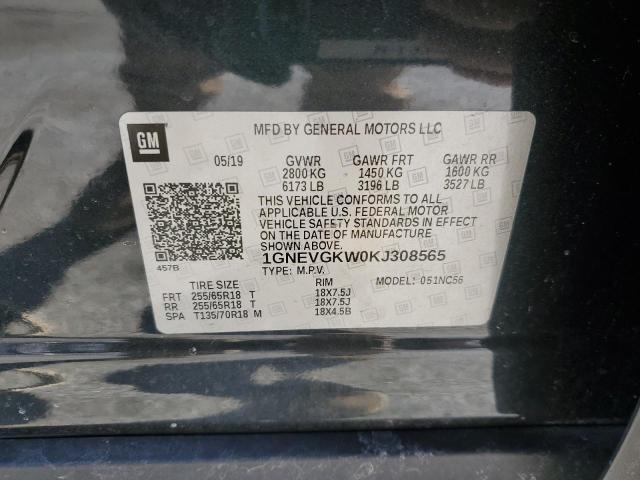 GM
MFD BY GENERAL MOTORS LLC
05/19 GVWR GAWR FRT GAWR RR
2800 KG 1450 KG 1600 KG
6173 LB 3196 LB 3527 LB
THIS VEHICLE CONFORMS TO ALL
APPLICABLE U.S. FEDERAL MOTOR
VEHICLE SAFETY STANDARDS IN EFFECT
ON THE DATE OF MANUFACTURE
SHOWN ABOVE.
457B
1GNEVGKW0KJ308565
TYPE: M.P.V. MODEL: 051NC56
TIRE SIZE RIM
FRT 255/65R18 T 18X7.5J
RR 255/65R18 T 18X7.5J
SPA T135/70R18 M 18X4.5B